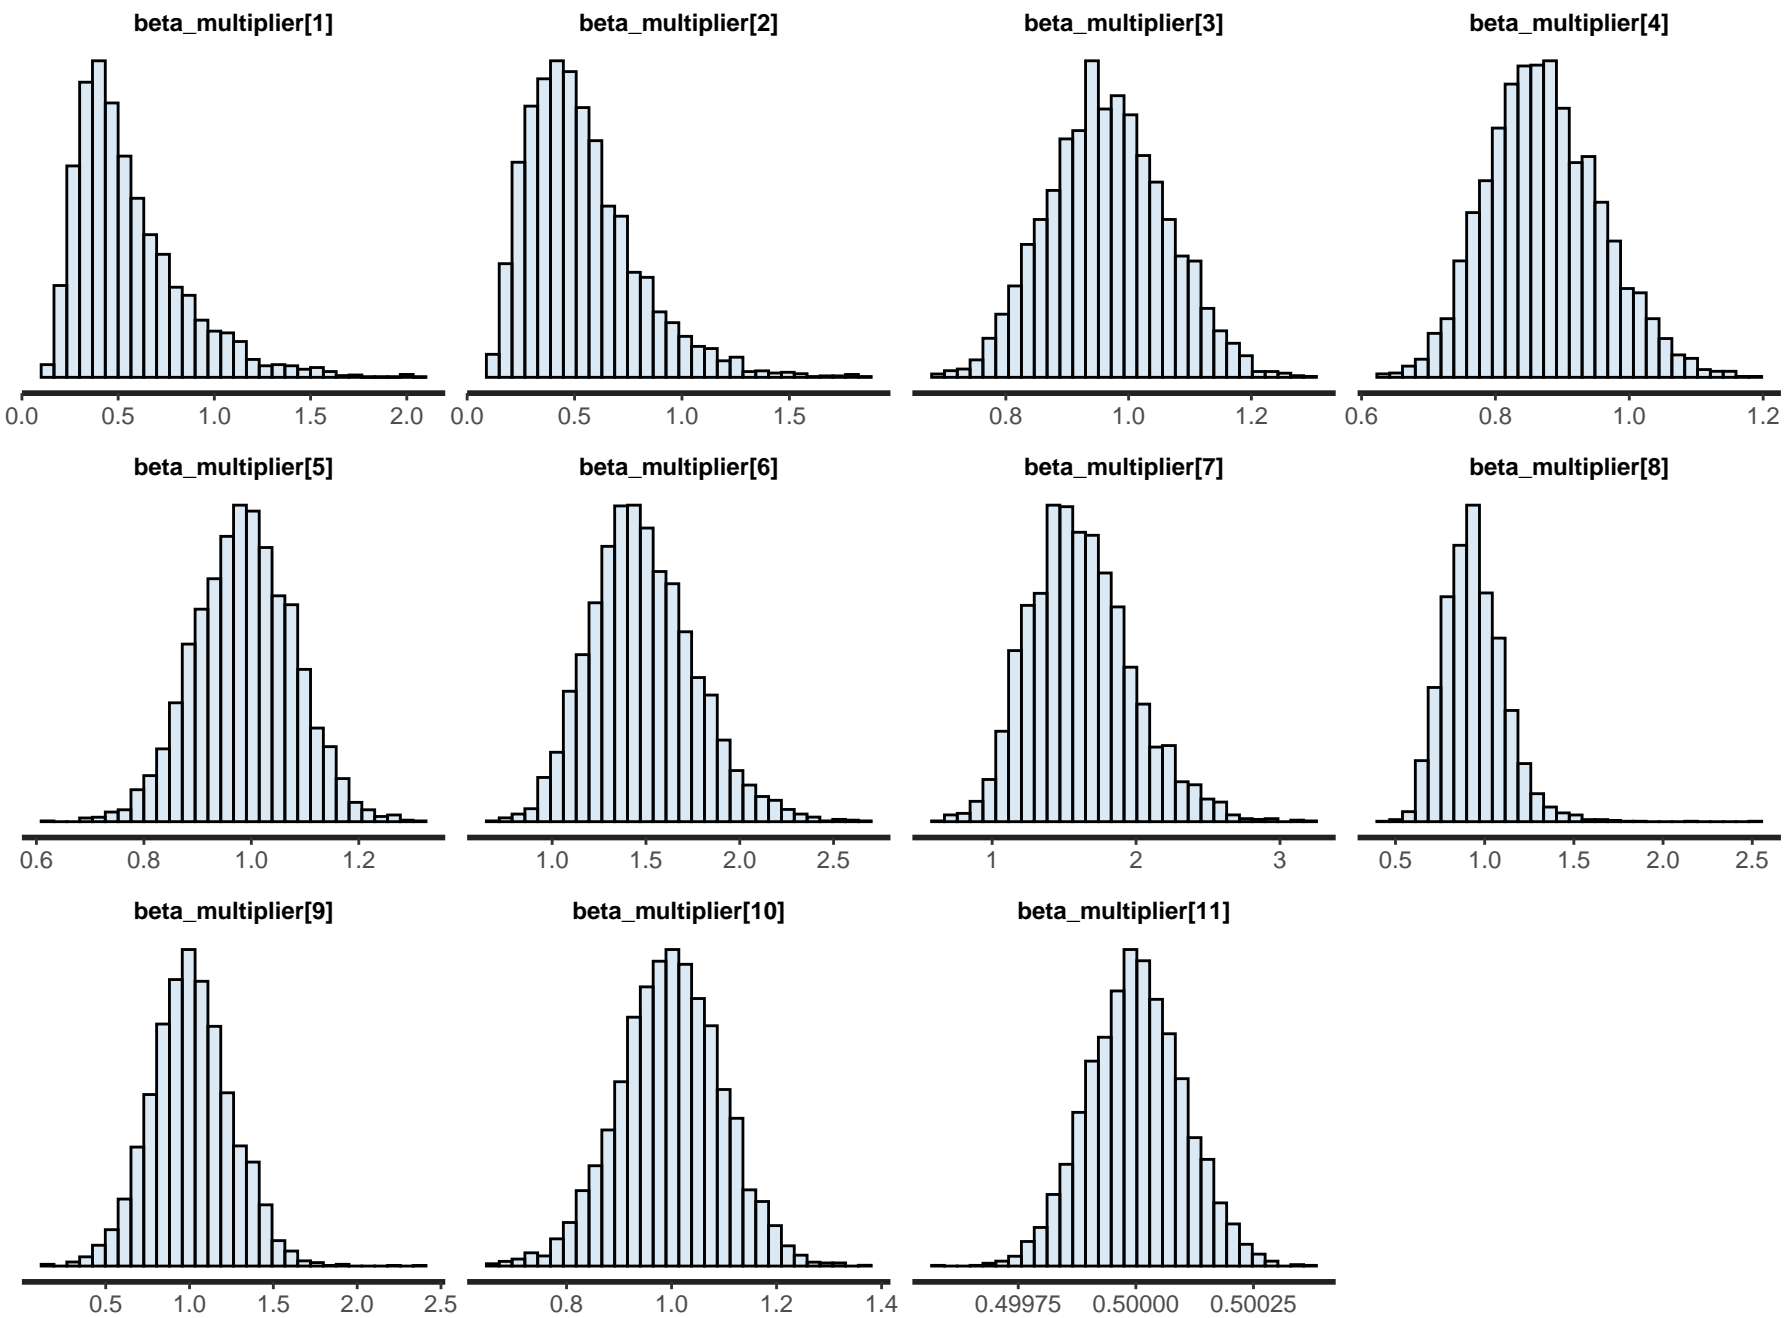 beta_multiplier[1] beta_multiplier[2] beta_multiplier[3] beta_multiplier[4]
0.0 0.5 1.0 1.5 2.0 0.0 0.5 1.0 1.5 0.8 1.0 1.2 0.6 0.8 1.0 1.2
beta_multiplier[5] beta_multiplier[6] beta_multiplier[7] beta_multiplier[8]
0.6 0.8 1.0 1.2 1.0 1.5 2.0 2.5 1 2 3 0.5 1.0 1.5 2.0 2.5
beta_multiplier[9] beta_multiplier[10] beta_multiplier[11]
0.5 1.0 1.5 2.0 2.5 0.8 1.0 1.2 1.4 0.49975 0.50000 0.50025